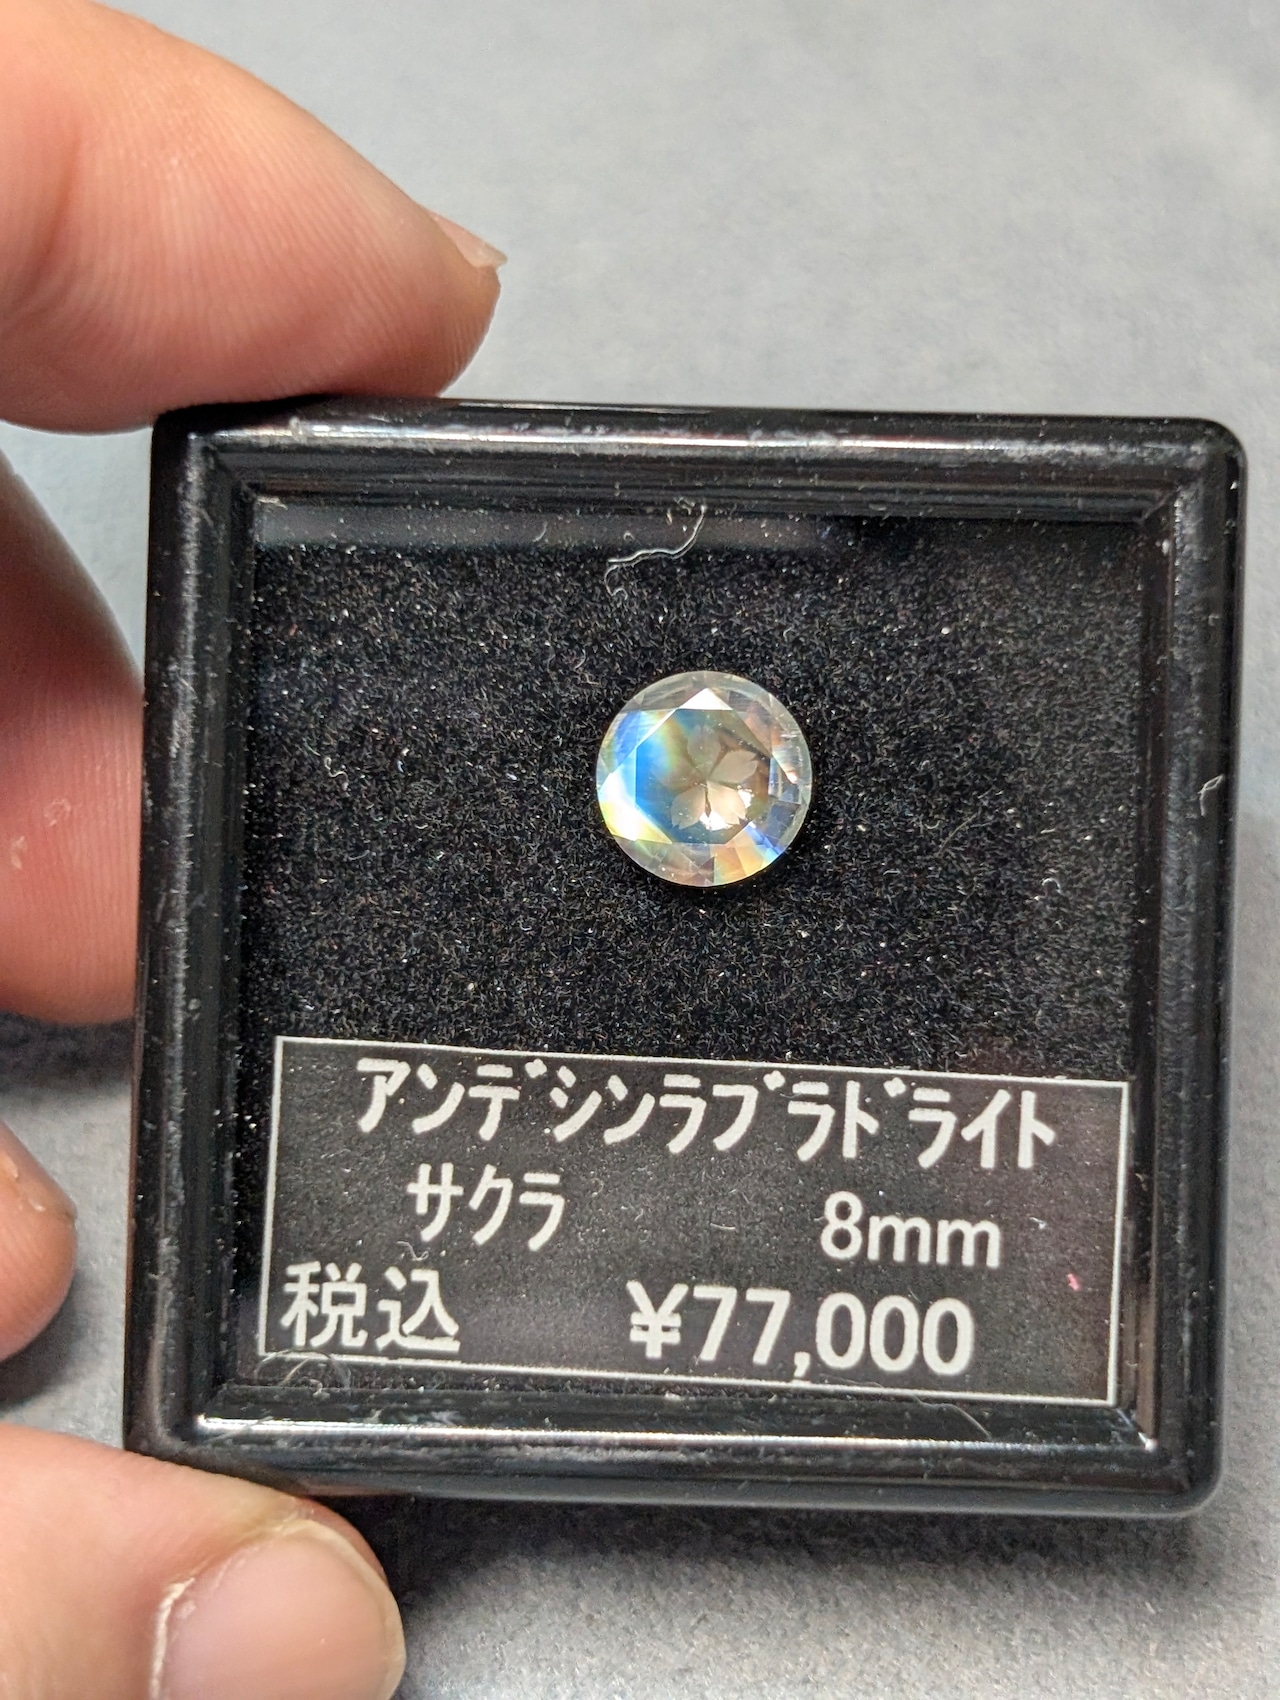 アンデシンラブラドライト
サクラ 8mm
税込 ¥77,000